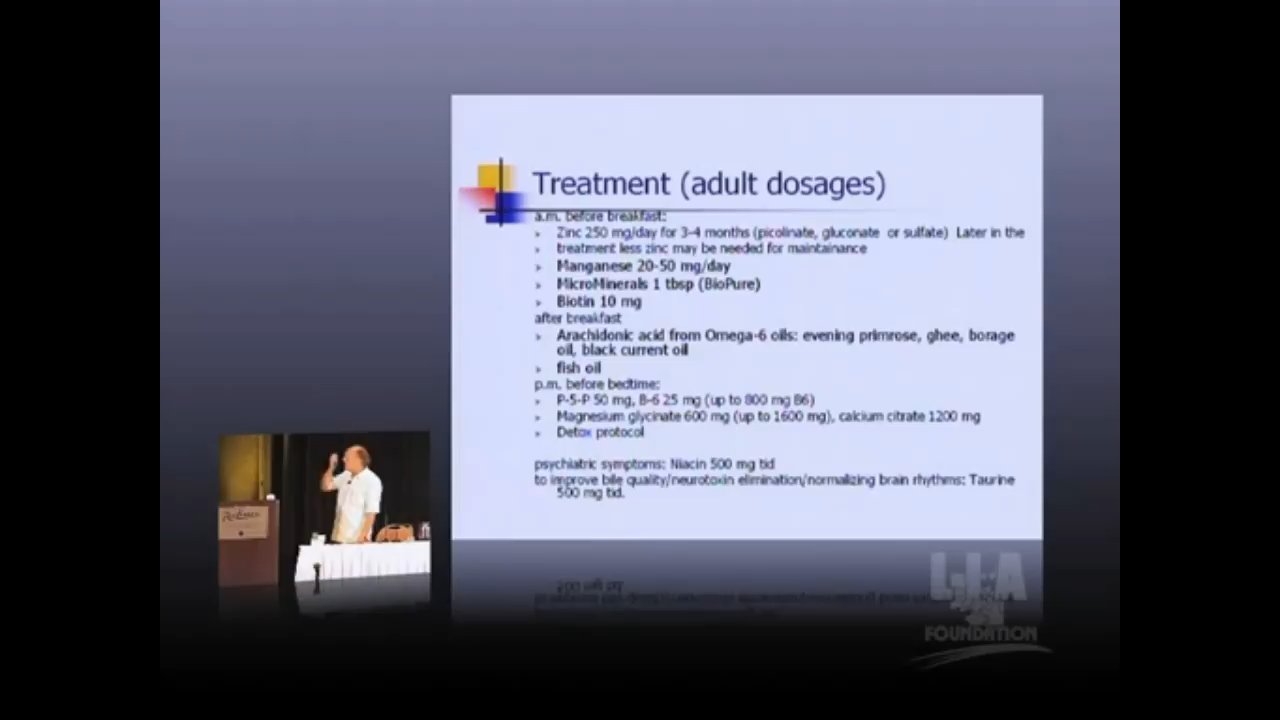 Treatment (adult dosages)
a.m. before breakfast:
› Zinc 250 mg/day for 3-4 months (picolinate, gluconate or sulfate) Later in the
› treatment less zinc may be needed for maintainance
› Manganese 20-50 mg/day
› MicroMinerals 1 tbsp (BioPure)
› Biotin 10 mg
after breakfast
› Arachidonic acid from Omega-6 oils: evening primrose, ghee, borage
oil, black current oil
› fish oil
p.m. before bedtime:
› P-5-P 50 mg, B-6 25 mg (up to 800 mg B6)
› Magnesium glycinate 600 mg (up to 1600 mg), calcium citrate 1200 mg
› Detox protocol
psychiatric symptoms: Niacin 500 mg tid
to improve bile quality/neurotoxin elimination/normalizing brain rhythms: Taurine
500 mg tid.
FOUNDATION